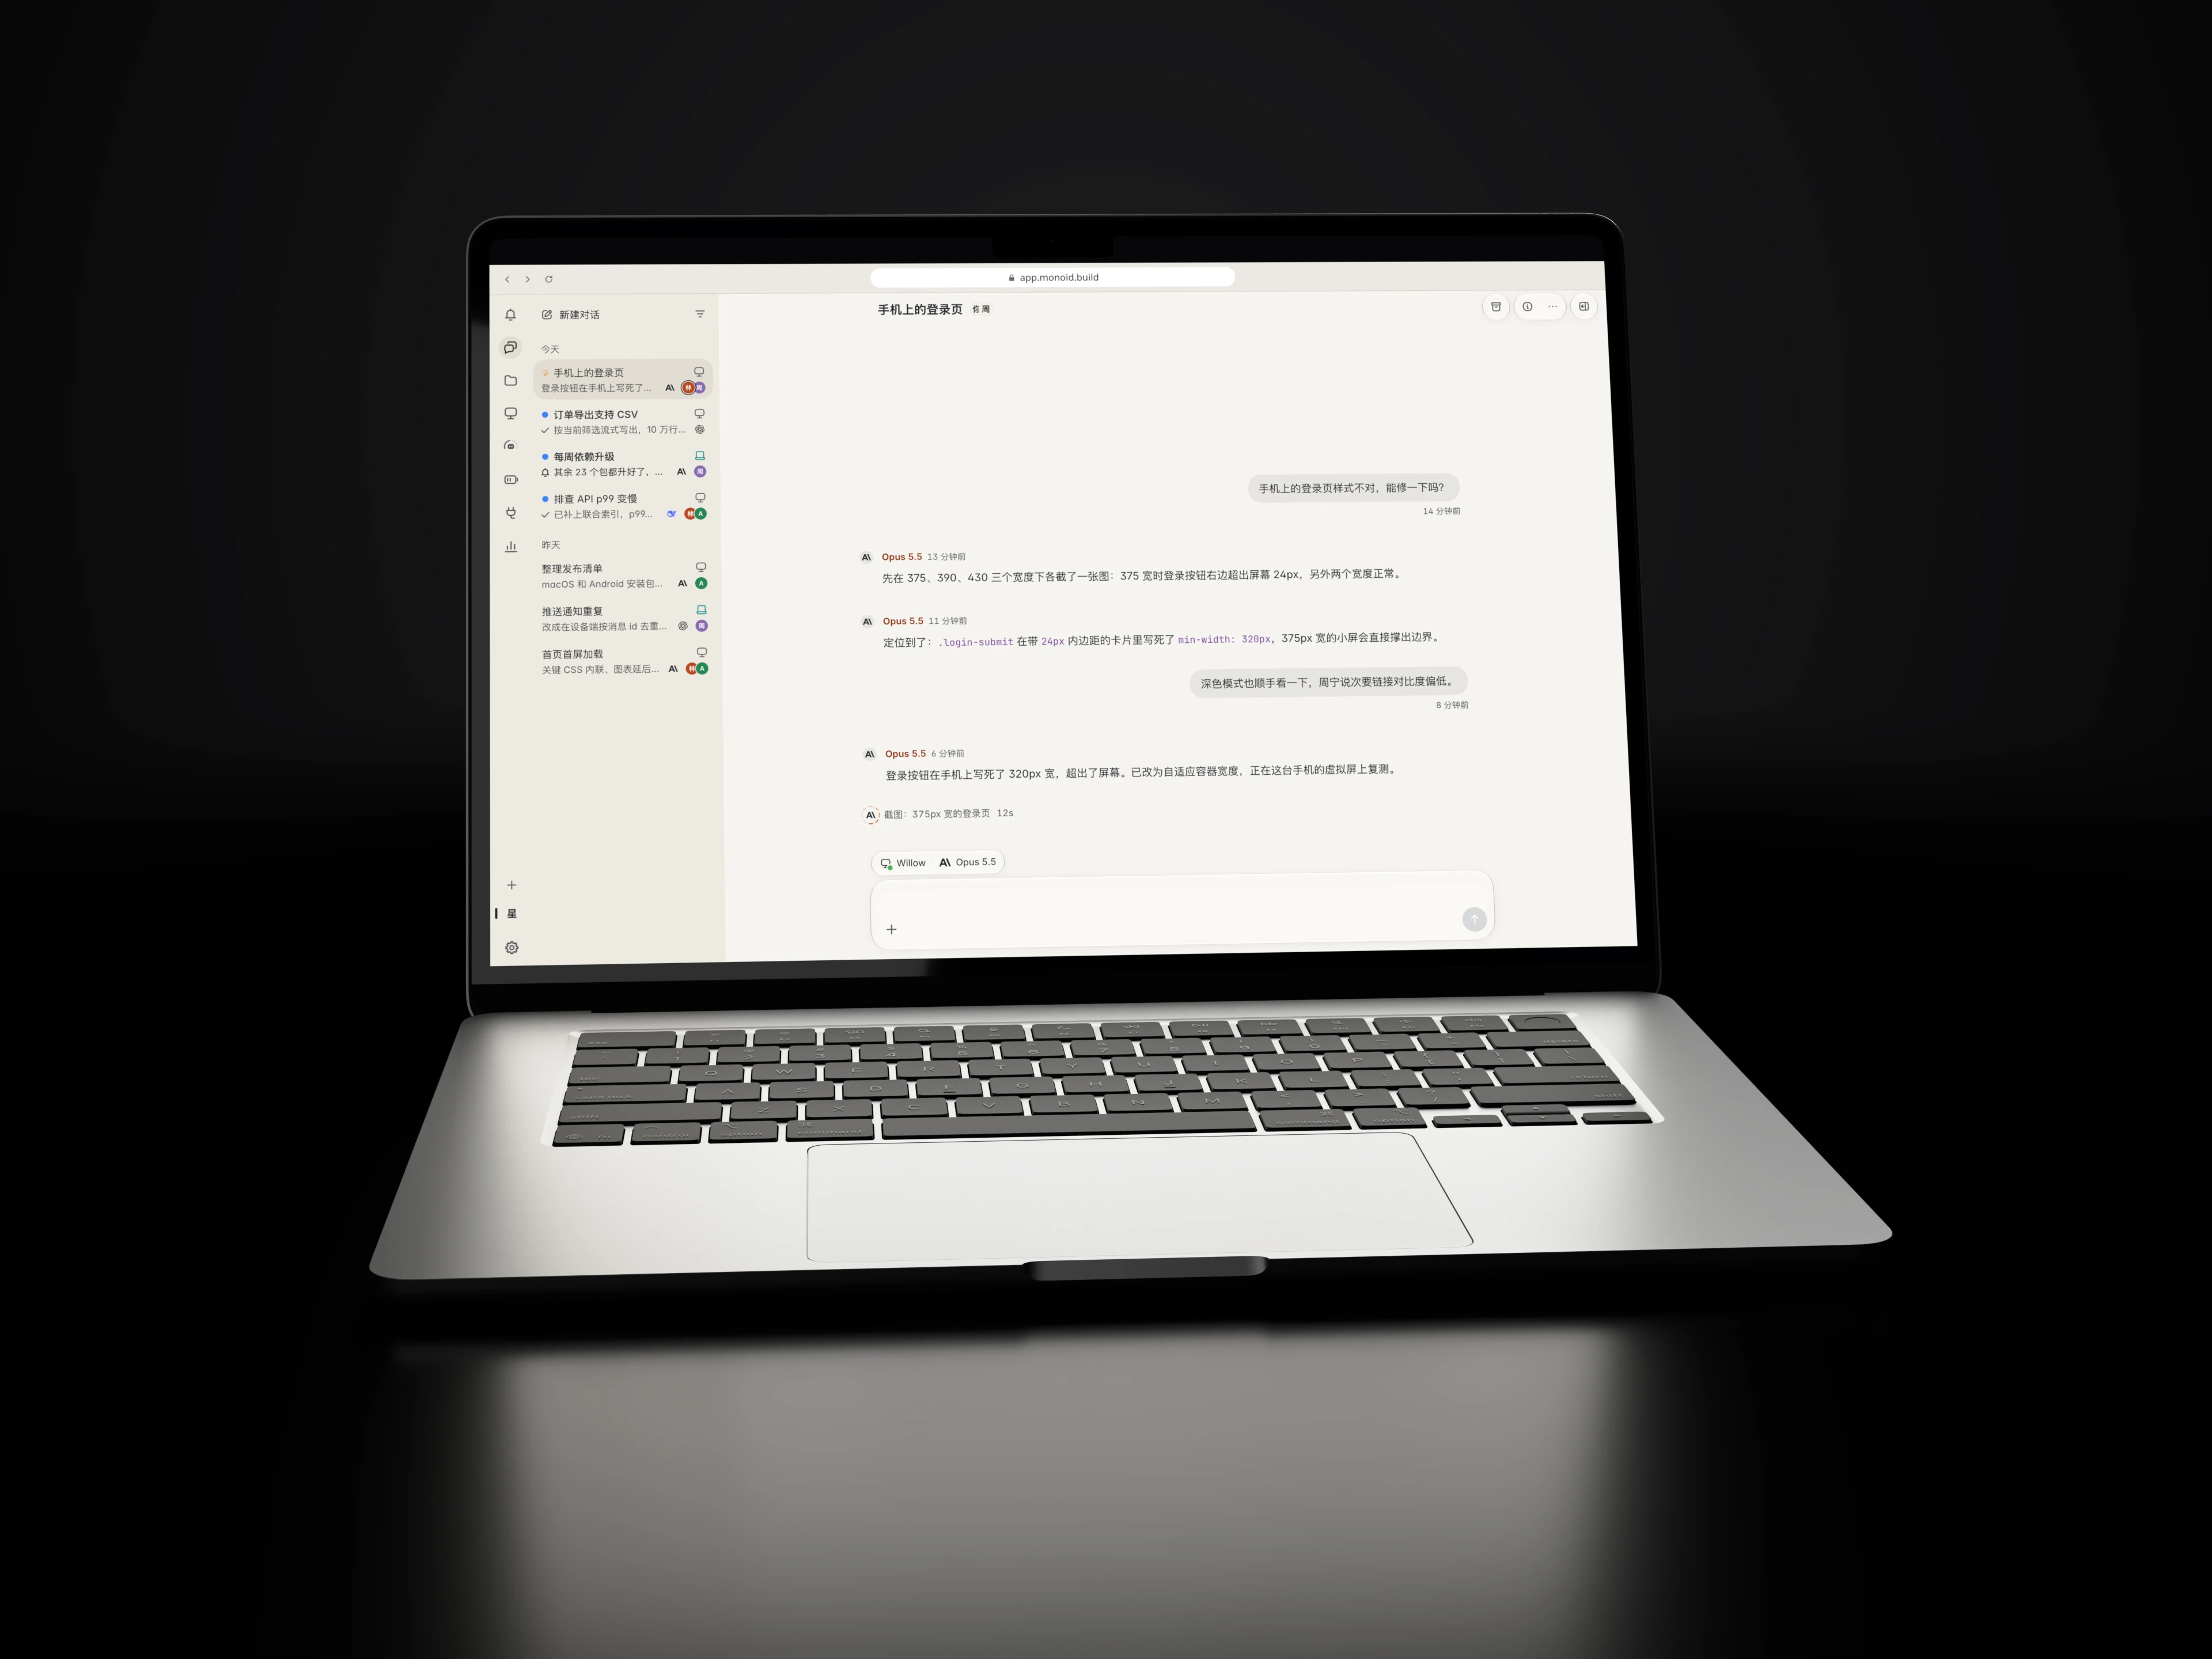 app.monoid.build
新建对话
今天
手机上的登录页
登录按钮在手机上写死了...
林 周
订单导出支持 CSV
按当前筛选流式写出，10 万行...
每周依赖升级
其余 23 个包都升好了，...
周
排查 API p99 变慢
已补上联合索引，p99...
林 A
昨天
整理发布清单
macOS 和 Android 安装包...
A
推送通知重复
改成在设备端按消息 id 去重...
周
首页首屏加载
关键 CSS 内联、图表延后...
林 A
星
手机上的登录页 你 周
手机上的登录页样式不对，能修一下吗？
14 分钟前
Opus 5.5 13 分钟前
先在 375、390、430 三个宽度下各截了一张图：375 宽时登录按钮右边超出屏幕 24px，另外两个宽度正常。
Opus 5.5 11 分钟前
定位到了：.login-submit 在带 24px 内边距的卡片里写死了 min-width: 320px，375px 宽的小屏会直接撑出边界。
深色模式也顺手看一下，周宁说次要链接对比度偏低。
8 分钟前
Opus 5.5 6 分钟前
登录按钮在手机上写死了 320px 宽，超出了屏幕。已改为自适应容器宽度，正在这台手机的虚拟屏上复测。
截图：375px 宽的登录页 12s
Willow Opus 5.5
Q W E R T Y U I O P
A S D F G H J K L
Z X C V B N M
control option command